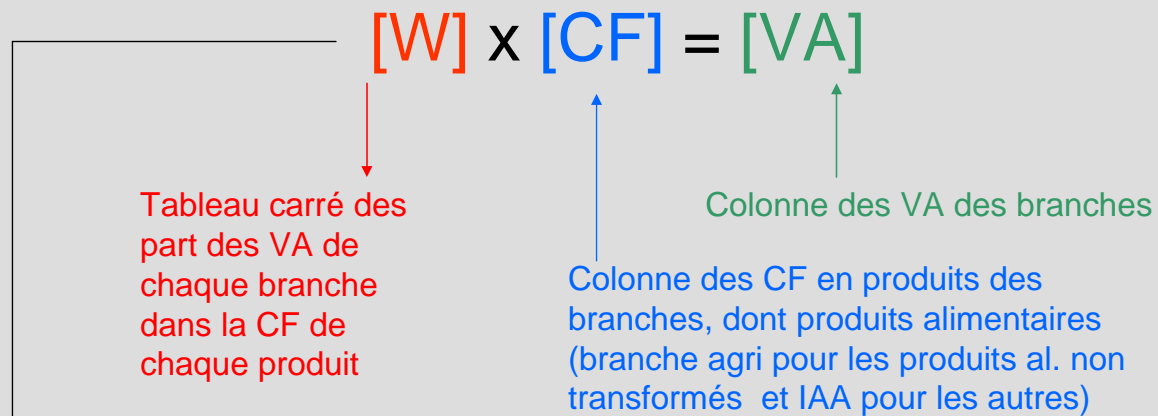 [W] x [CF] = [VA]
Tableau carré des
part des VA de
chaque branche
dans la CF de
chaque produit
Colonne des VA des branches
Colonne des CF en produits des
branches, dont produits alimentaires
(branche agri pour les produits al. non
transformés et IAA pour les autres)